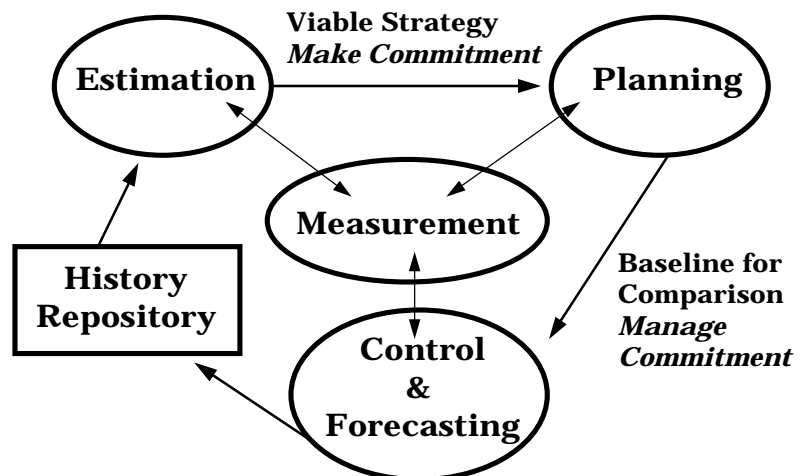 Viable Strategy
Make Commitment
Estimation
Planning
Measurement
History
Repository
Baseline for
Comparison
Manage
Commitment
Control
&
Forecasting